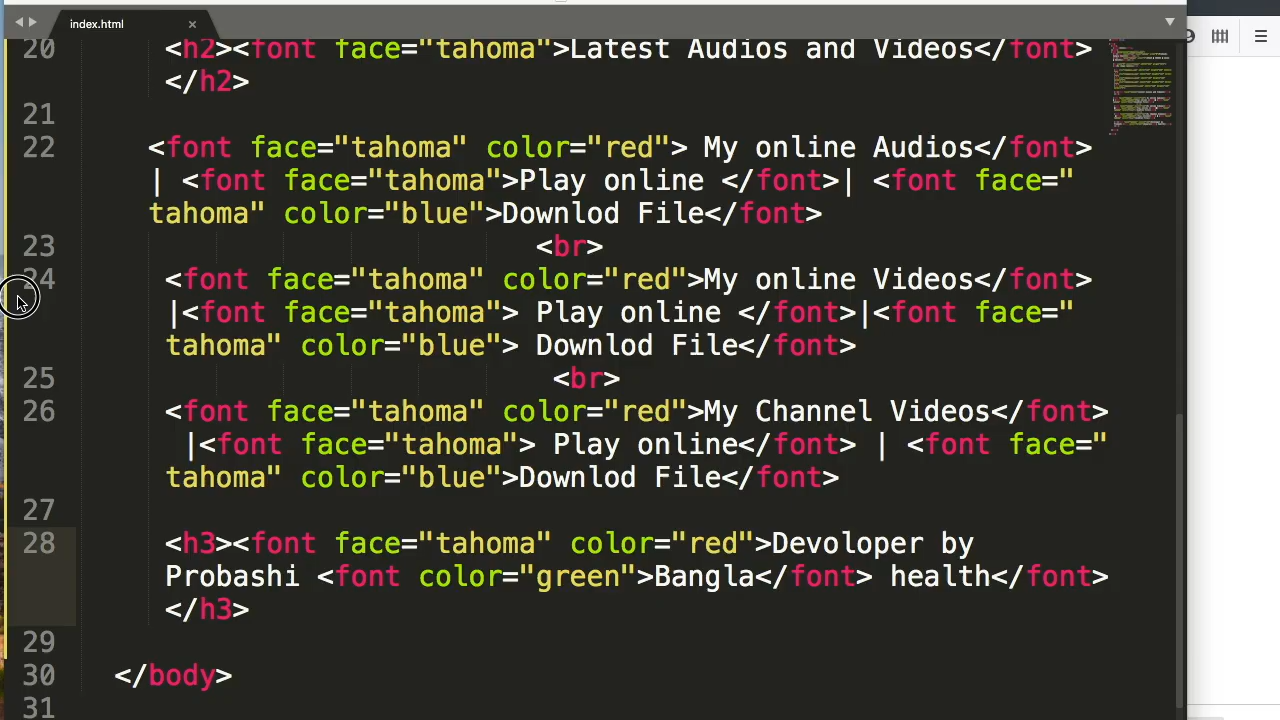 index.html
20 <h2><font face="tahoma">Latest Audios and Videos</font>
</h2>
21
22 <font face="tahoma" color="red"> My online Audios</font>
| <font face="tahoma">Play online </font>| <font face="
tahoma" color="blue">Downlod File</font>
23 <br>
24 <font face="tahoma" color="red">My online Videos</font>
|<font face="tahoma"> Play online </font>|<font face="
tahoma" color="blue"> Downlod File</font>
25 <br>
26 <font face="tahoma" color="red">My Channel Videos</font>
|<font face="tahoma"> Play online</font> | <font face="
tahoma" color="blue">Downlod File</font>
27
28 <h3><font face="tahoma" color="red">Devoloper by
Probashi <font color="green">Bangla</font> health</font>
</h3>
29
30 </body>
31